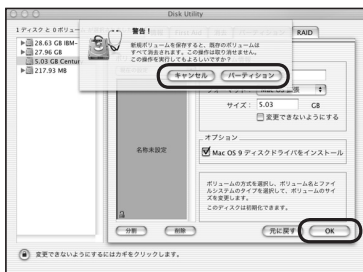 Disk Utility
1 ディスク と 0 ボリュー
28.63 GB IBM-
27.96 GB
5.03 GB Centur
217.93 MB
警告！
新規ボリュームを保存すると、既存のボリュームは
すべて消去されます。この操作は取り消せません。
この操作を実行してもよろしいですか？
キャンセル
パーティション
RAID
サイズ： 5.03 GB
変更できないようにする
オプション
Mac OS 9 ディスクドライバをインストール
名称未設定
ボリュームの方式を選択し、ボリューム名とファイ
ルシステムのタイプを選択して、ボリュームのサイ
ズを変更します。
このディスクは初期化できます。
分割
削除
元に戻す
OK
変更できないようにするにはカギをクリックします。